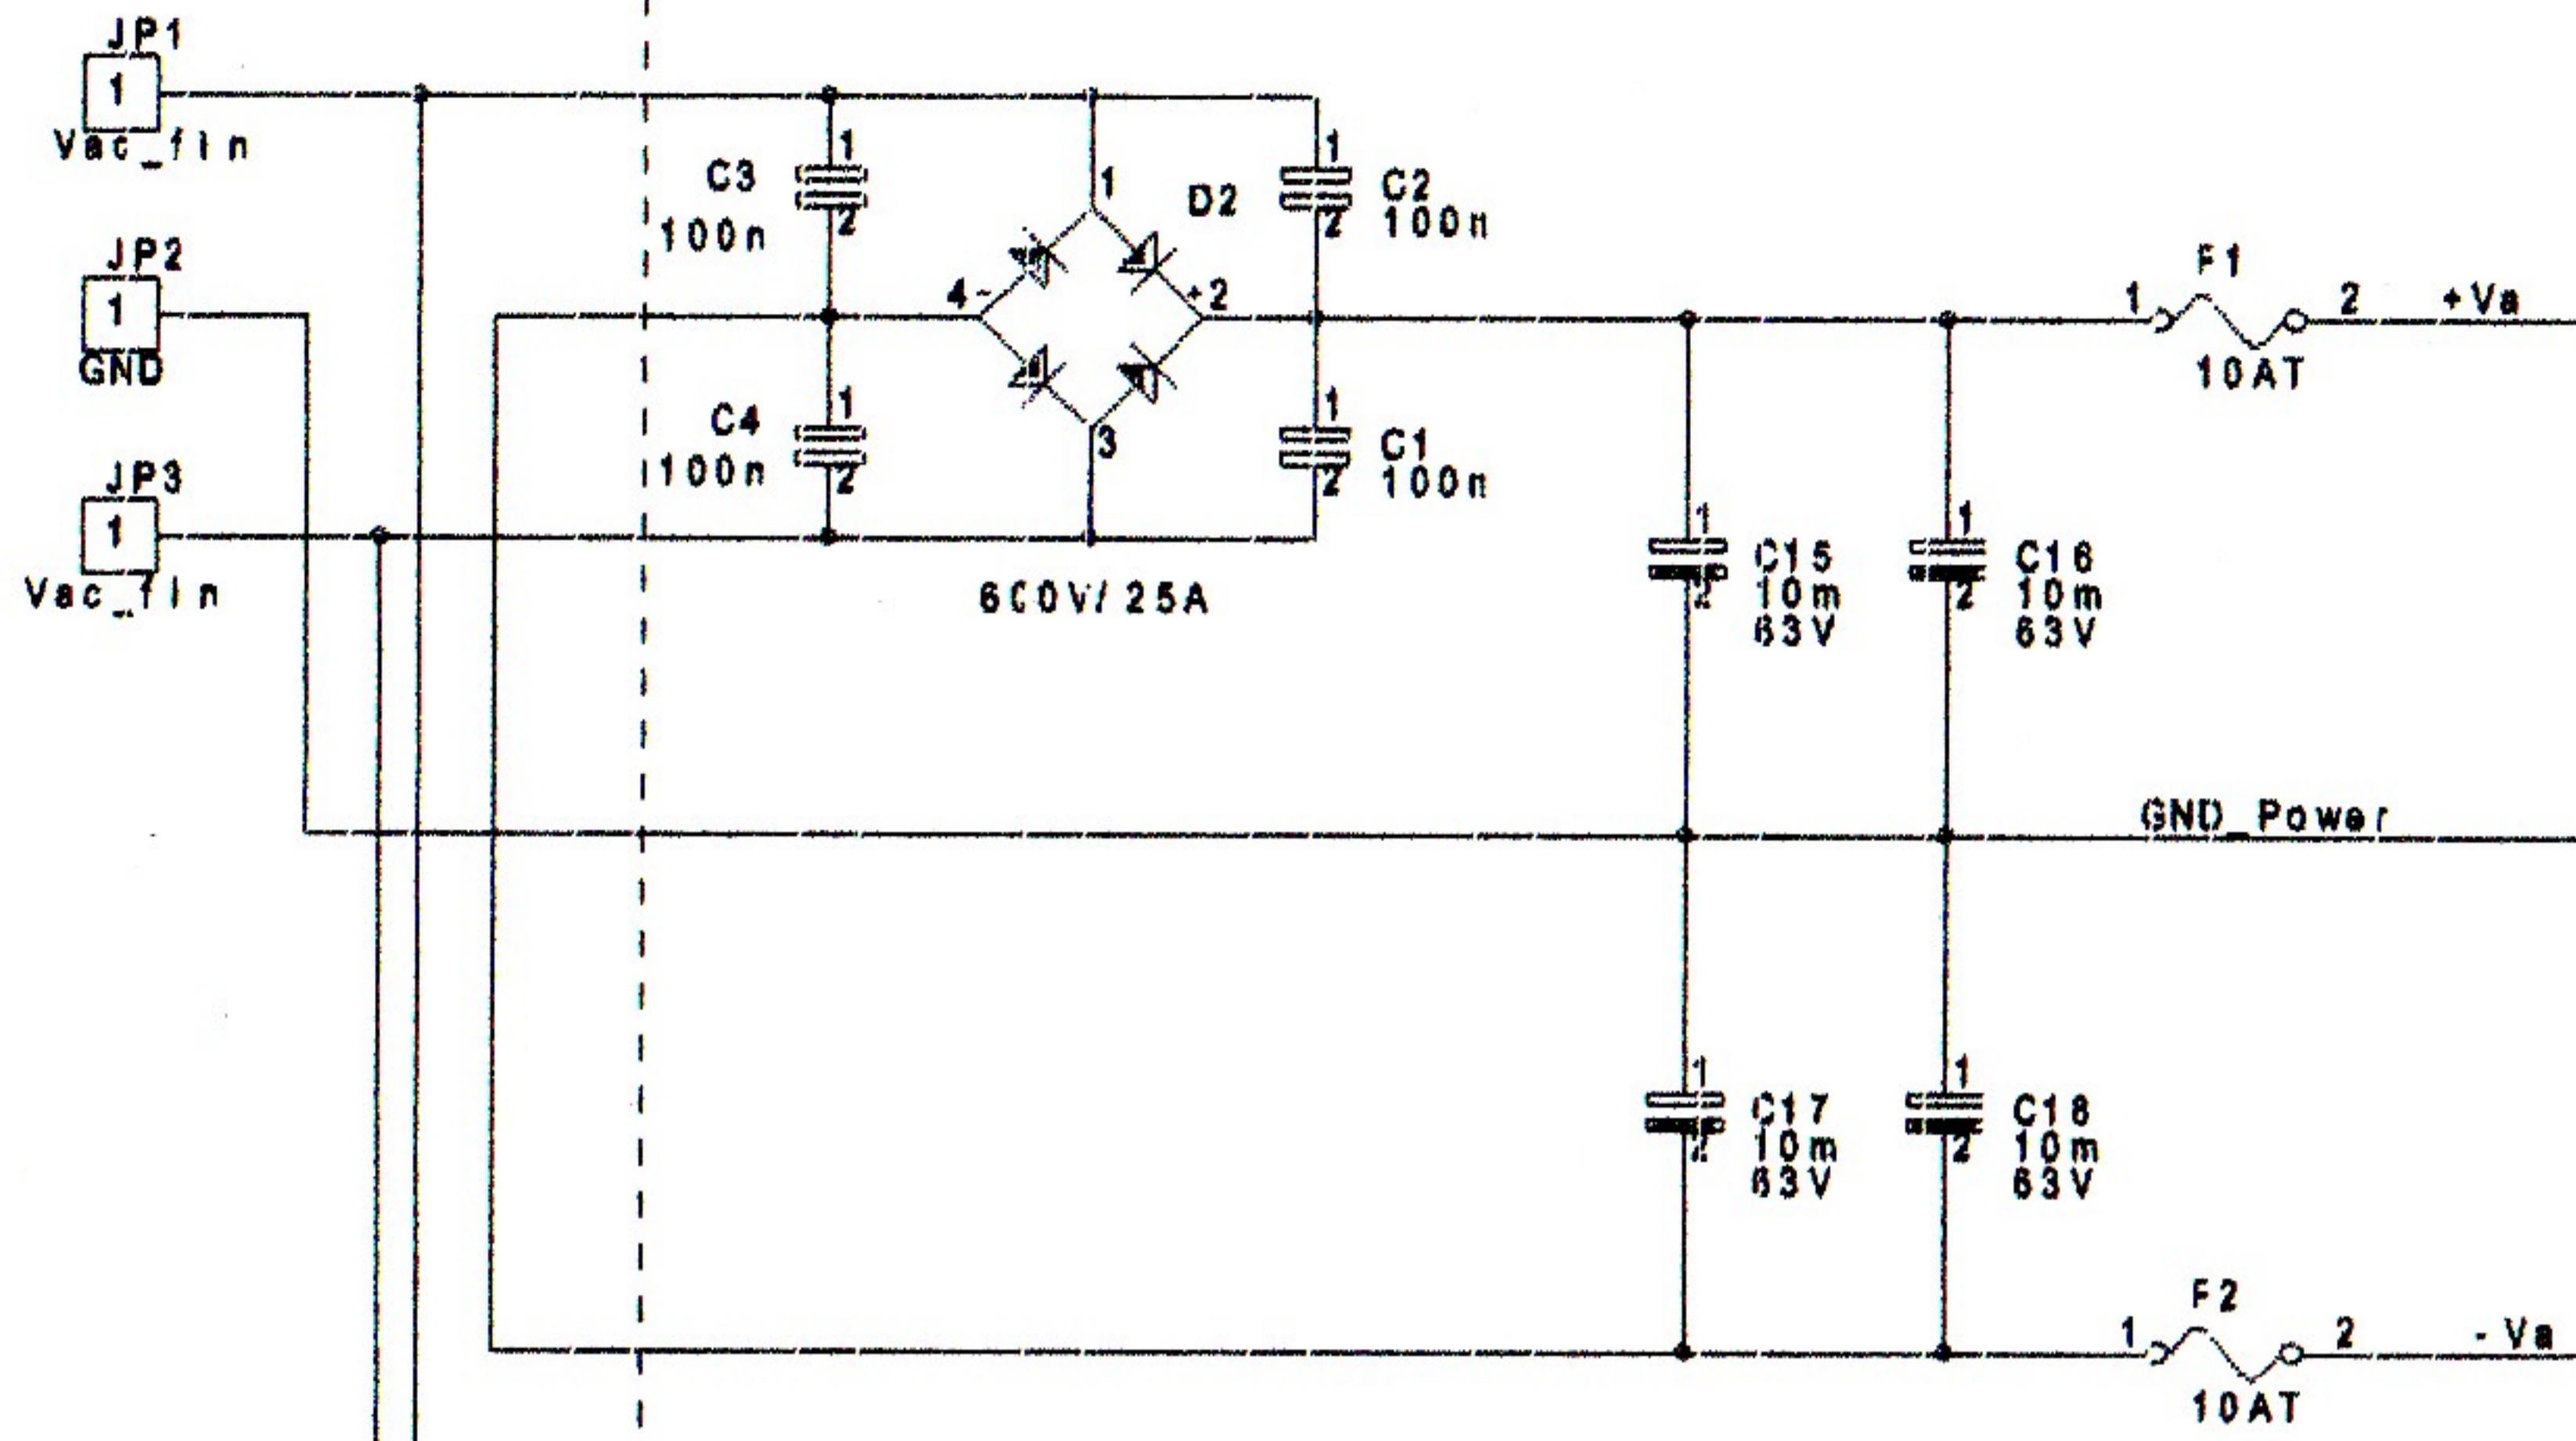 JP1
1
Vac_fin
JP2
1
GND
JP3
1
Vac_fin
C3
100n
1
2
C4
100n
1
2
1
D2
4 -
+ 2
3
600V/25A
1
C2
2
100n
1
C1
2
100n
F1
1
2
+Va
10AT
1
C15
10m
2
63V
1
C16
10m
2
63V
GND_Power
1
C17
10m
2
63V
1
C18
10m
2
63V
F2
1
2
- Va
10AT